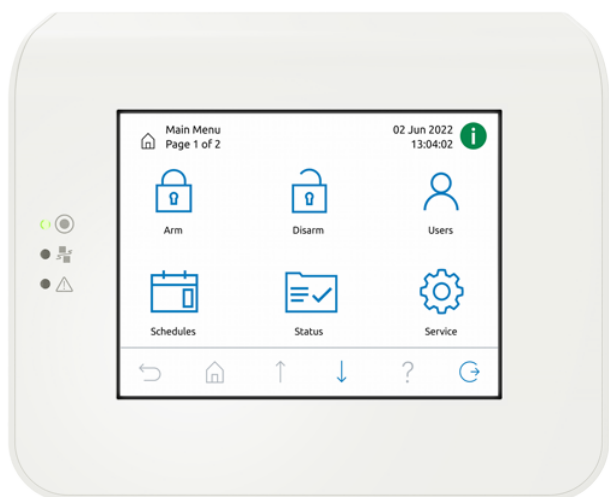 Main Menu
Page 1 of 2
02 Jun 2022
13:04:02
i
Arm
Disarm
Users
Schedules
Status
Service
?